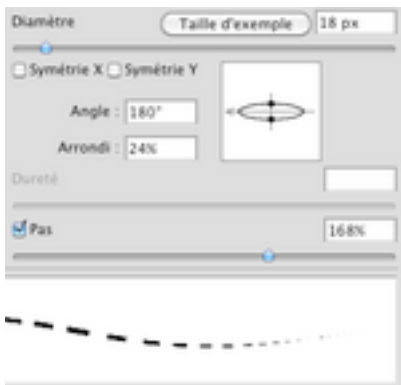 Diamètre Taille d'exemple 18 px
Symétrie X Symétrie Y
Angle : 180°
Arrondi : 24%
Dureté
Pas 168%